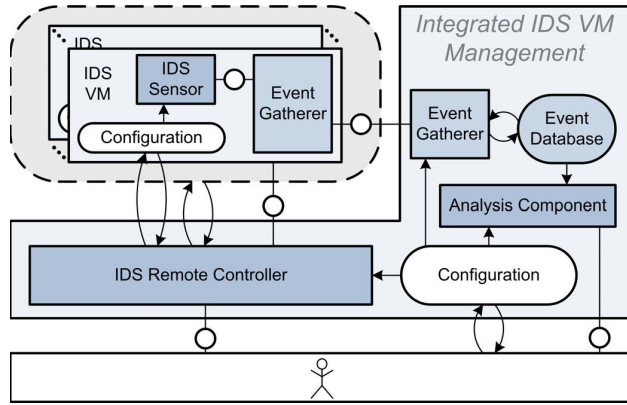 Integrated IDS VM
Management
IDS
IDS
VM
IDS
Sensor
Event
Gatherer
Configuration
Event
Gatherer
Event
Database
Analysis Component
IDS Remote Controller
Configuration